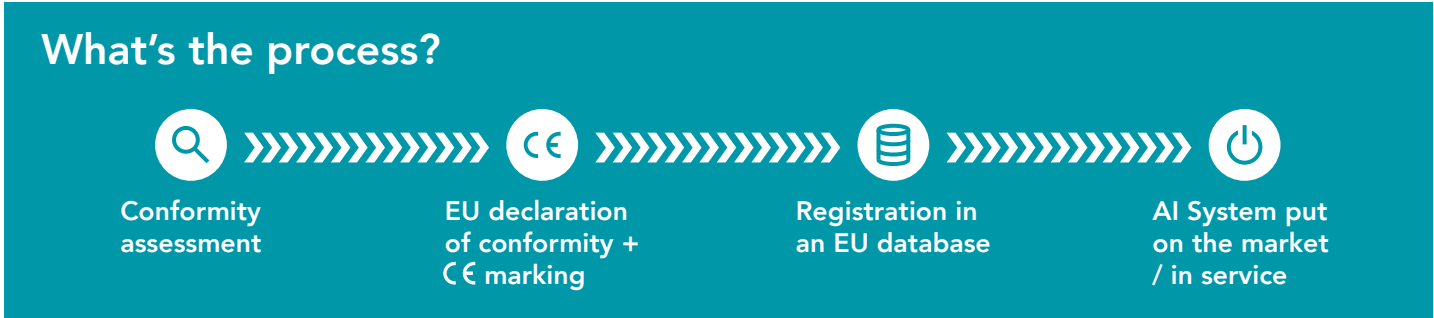 What's the process?
CE
Conformity
assessment
EU declaration
of conformity +
CE marking
Registration in
an EU database
AI System put
on the market
/ in service